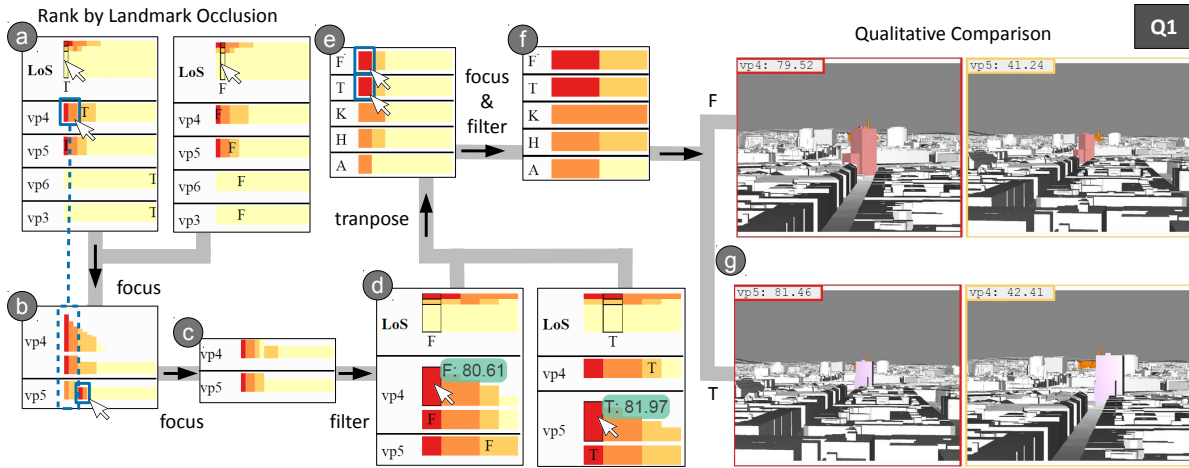 Rank by Landmark Occlusion
Qualitative Comparison
Q1
a
LoS
T
vp4
T
vp5
T
vp6
T
vp3
T
LoS
F
vp4
F
vp5
F
vp6
F
vp3
F
focus
b
vp4
vp5
focus
c
vp4
vp5
filter
d
LoS
F
vp4
F: 80.61
F
vp5
F
LoS
T
vp4
T
vp5
T: 81.97
T
tranpose
e
F
T
K
H
A
focus
&
filter
f
F
T
K
H
A
F
T
g
vp4: 79.52
vp5: 41.24
vp5: 81.46
vp4: 42.41